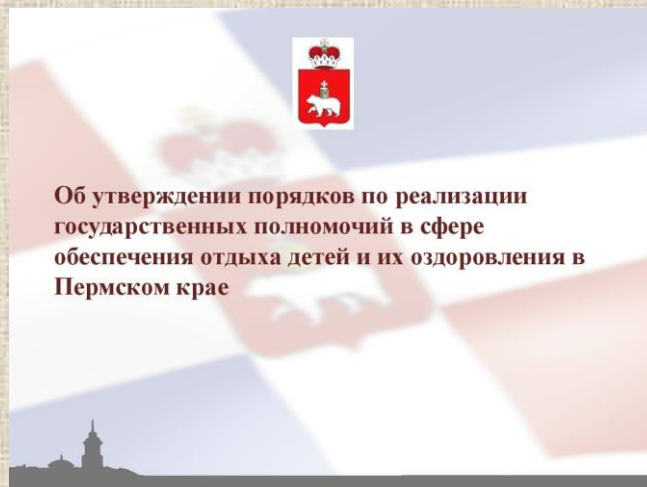 Об утверждении порядков по реализации
государственных полномочий в сфере
обеспечения отдыха детей и их оздоровления в
Пермском крае